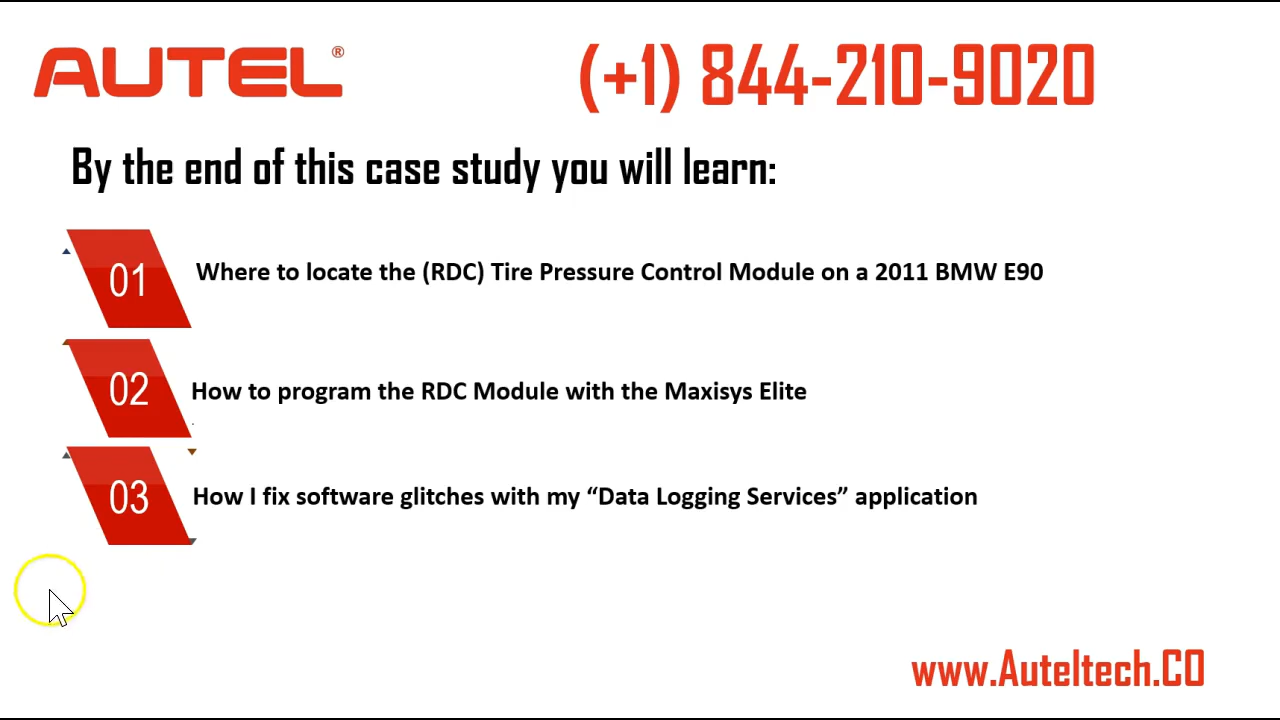 AUTEL®
(+1) 844-210-9020
By the end of this case study you will learn:
01
Where to locate the (RDC) Tire Pressure Control Module on a 2011 BMW E90
02
How to program the RDC Module with the Maxisys Elite
03
How I fix software glitches with my “Data Logging Services” application
www.Auteltech.CO